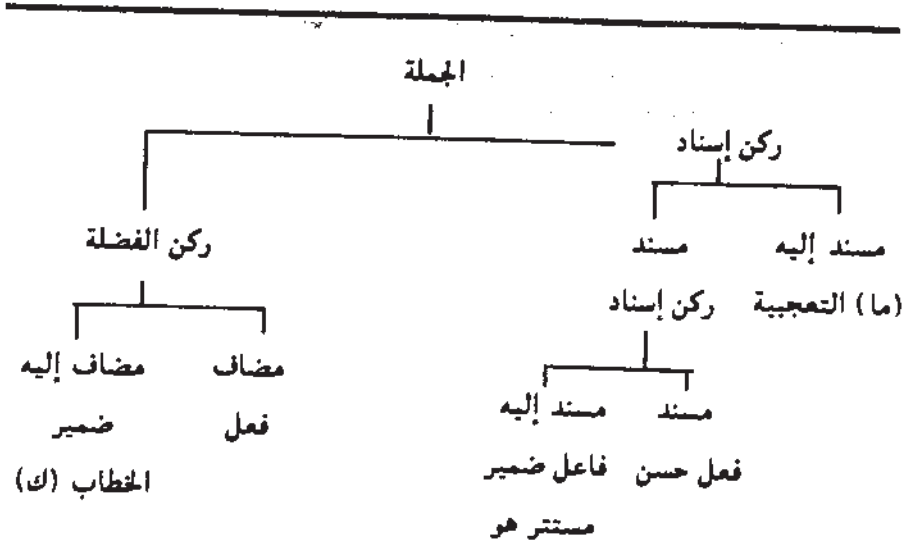 الجملة
ركن إسناد
ركن الفضلة
مسند إليه مسند
(ما) التعجبية ركن إسناد
مضاف مضاف إليه
مسند مسند إليه
فعل ضمير
فعل حسن فاعل ضمير
الخطاب (ك)
مستتر هو